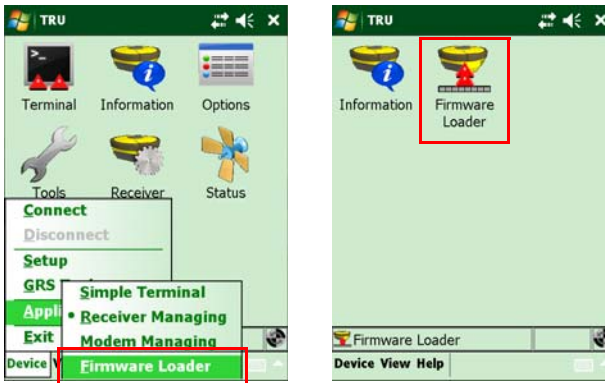 TRU
Terminal Information Options
Tools Receiver Status
Connect
Disconnect
Setup
GRS
Appli
Exit
Simple Terminal
Receiver Managing
Modem Managing
Firmware Loader
Device V
TRU
Information Firmware
Loader
Firmware Loader
Device View Help